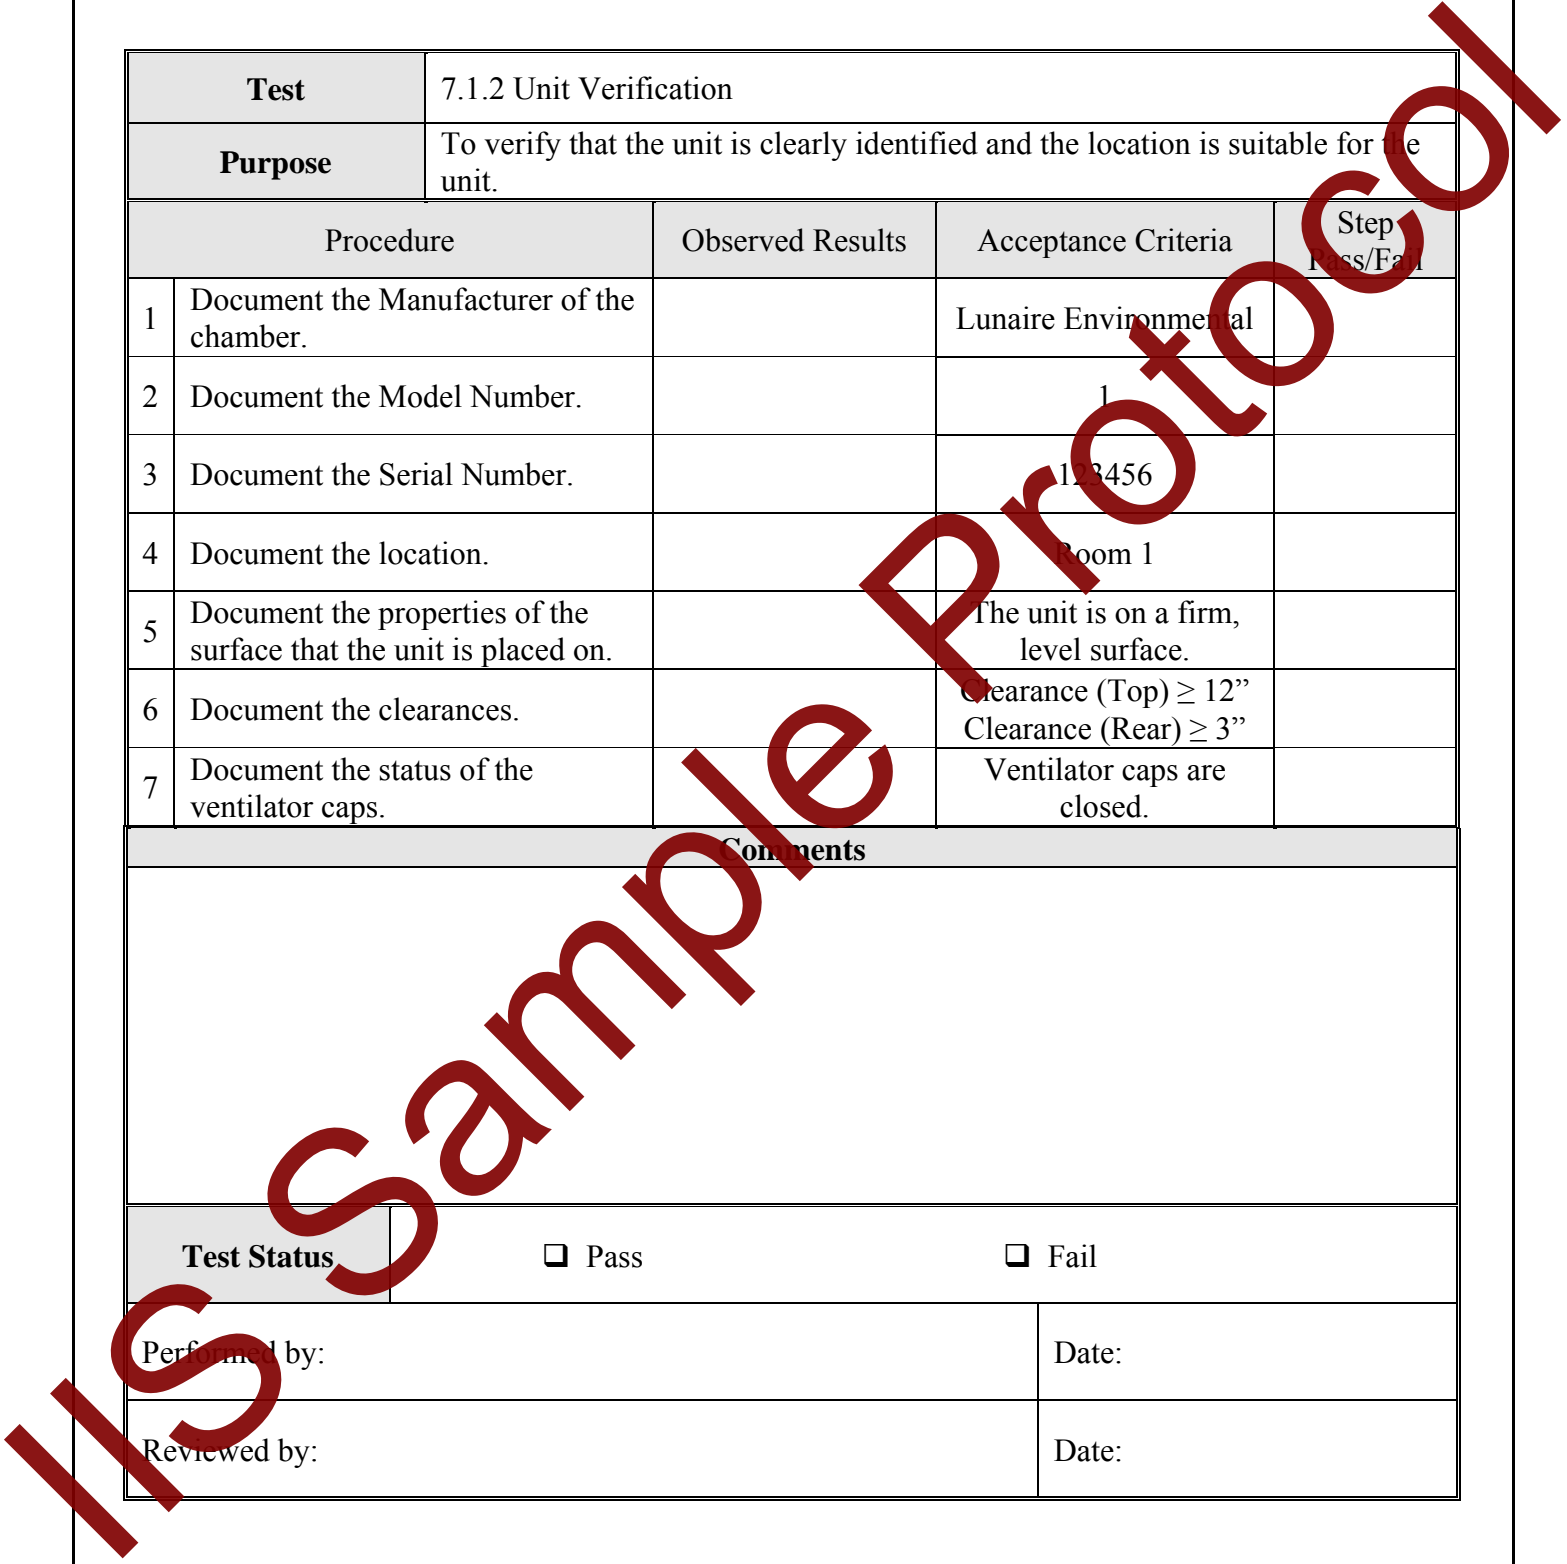 Test
7.1.2 Unit Verification
Purpose
To verify that the unit is clearly identified and the location is suitable for the
unit.
Procedure
Observed Results
Acceptance Criteria
Step
Pass/Fail
1
Document the Manufacturer of the
chamber.
Lunaire Environmental
2
Document the Model Number.
1
3
Document the Serial Number.
123456
4
Document the location.
Room 1
5
Document the properties of the
surface that the unit is placed on.
The unit is on a firm,
level surface.
6
Document the clearances.
Clearance (Top) ≥ 12”
Clearance (Rear) ≥ 3”
7
Document the status of the
ventilator caps.
Ventilator caps are
closed.
Comments
Test Status
❑ Pass
❑ Fail
Performed by:
Date:
Reviewed by:
Date:
IIS Sample Protocol